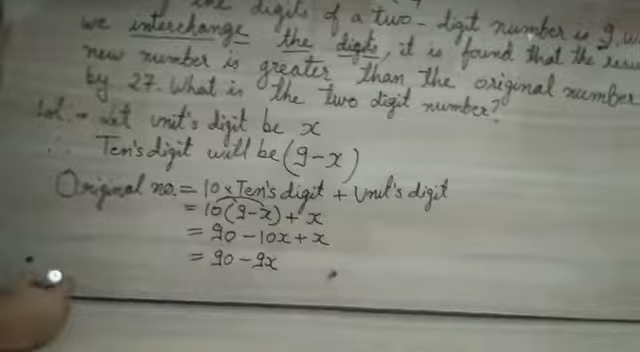 the digits of a two-digit number is 9.
we interchange the digits, it is found that the
new number is greater than the original number
by 27. What is the two digit number?
Sol. → Let unit's digit be x
∴ Ten's digit will be (9-x)
Original no. = 10 × Ten's digit + Unit's digit
= 10(9-x) + x
= 90 - 10x + x
= 90 - 9x